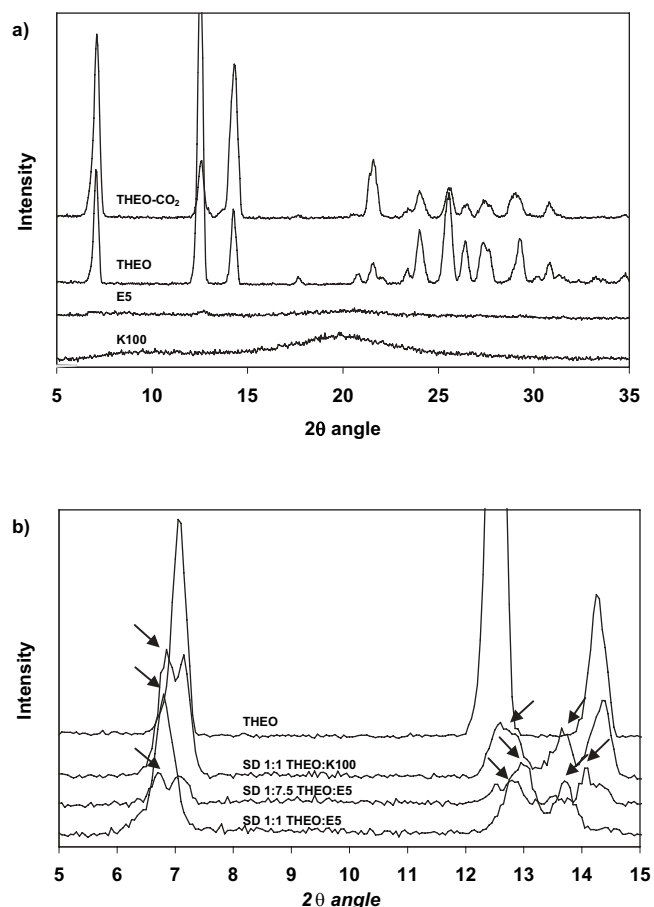 a)
Intensity
THEO-CO₂
THEO
E5
K100
5 10 15 20 25 30 35
2θ angle
b)
Intensity
THEO
SD 1:1 THEO:K100
SD 1:7.5 THEO:E5
SD 1:1 THEO:E5
5 6 7 8 9 10 11 12 13 14 15
2θ angle